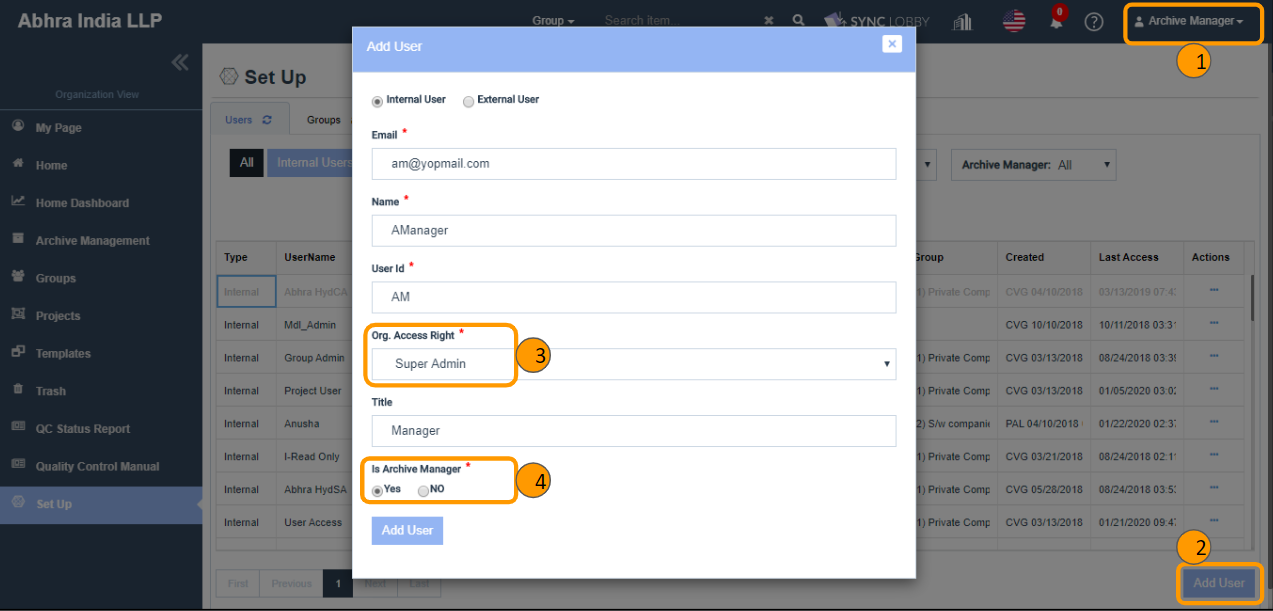 Abhra India LLP
Group
Search item...
SYNC LOBBY
0
Archive Manager
1
Organization View
My Page
Home
Home Dashboard
Archive Management
Groups
Projects
Templates
Trash
QC Status Report
Quality Control Manual
Set Up
Set Up
Users
Groups
All
Internal Users
Archive Manager: All
Type UserName Group Created Last Access Actions
Internal Abhra HydCA 1) Private Comp CVG 04/10/2018 03/13/2019 07:4
Internal Mdl_Admin CVG 10/10/2018 10/11/2018 03:3
Internal Group Admin 1) Private Comp CVG 03/13/2018 08/24/2018 03:3
Internal Project User 1) Private Comp CVG 03/13/2018 01/05/2020 03:0
Internal Anusha 2) S/w companie PAL 04/10/2018 01/22/2020 02:3
Internal I-Read Only 1) Private Comp CVG 03/21/2018 08/24/2018 02:1
Internal Abhra HydSA 1) Private Comp CVG 05/28/2018 08/24/2018 03:5
Internal User Access 1) Private Comp CVG 03/13/2018 01/21/2020 09:4
First Previous 1 Next Last
2
Add User
Add User
Internal User External User
Email *
am@yopmail.com
Name *
AManager
User Id *
AM
Org. Access Right *
Super Admin
3
Title
Manager
Is Archive Manager *
Yes NO
4
Add User